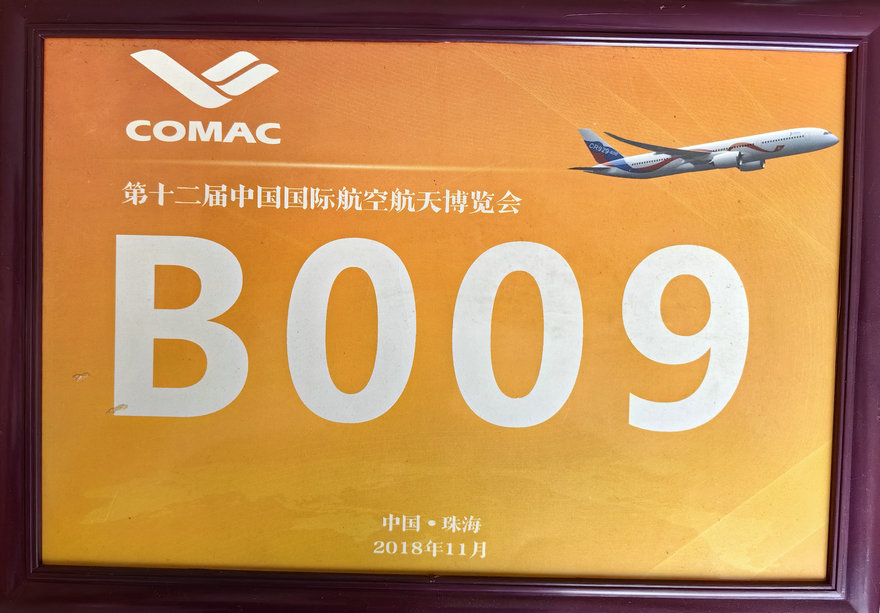 COMAC
CR929
第十二届中国国际航空航天博览会
B009
中国·珠海
2018年11月